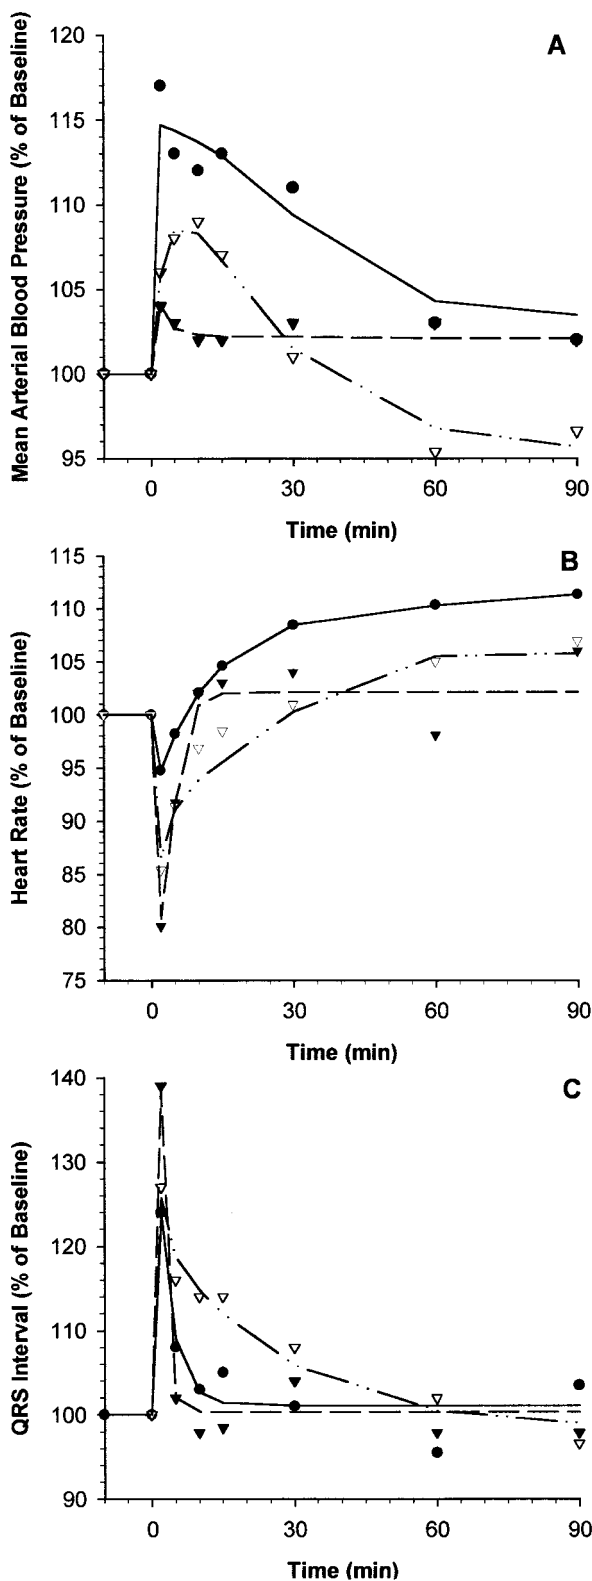 A
Mean Arterial Blood Pressure (% of Baseline)
120
115
110
105
100
95
0 30 60 90
Time (min)
B
Heart Rate (% of Baseline)
115
110
105
100
95
90
85
80
75
0 30 60 90
Time (min)
C
QRS Interval (% of Baseline)
140
130
120
110
100
90
0 30 60 90
Time (min)